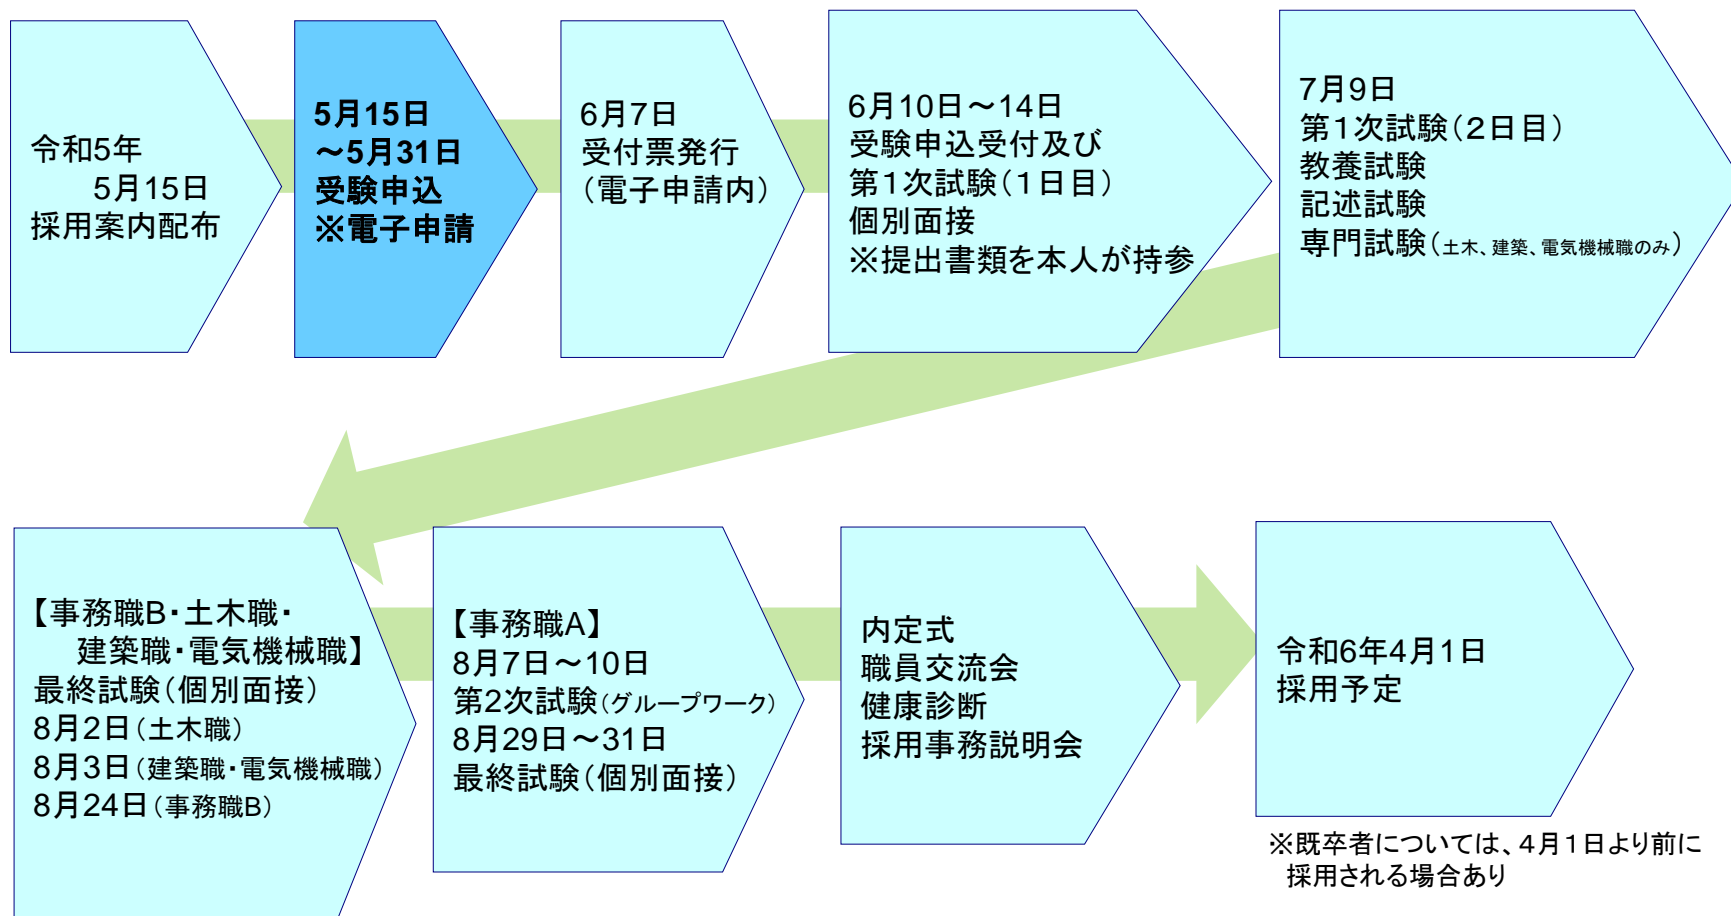 令和5年
5月15日
採用案内配布
5月15日
～5月31日
受験申込
※電子申請
6月7日
受付票発行
（電子申請内）
6月10日～14日
受験申込受付及び
第１次試験（１日目）
個別面接
※提出書類を本人が持参
7月9日
第１次試験（２日目）
教養試験
記述試験
専門試験（土木、建築、電気機械職のみ）
【事務職B・土木職・
建築職・電気機械職】
最終試験（個別面接）
8月2日（土木職）
8月3日（建築職・電気機械職）
8月24日（事務職B）
【事務職A】
8月7日～10日
第2次試験（グループワーク）
8月29日～31日
最終試験（個別面接）
内定式
職員交流会
健康診断
採用事務説明会
令和6年4月1日
採用予定
※既卒者については、４月１日より前に
採用される場合あり